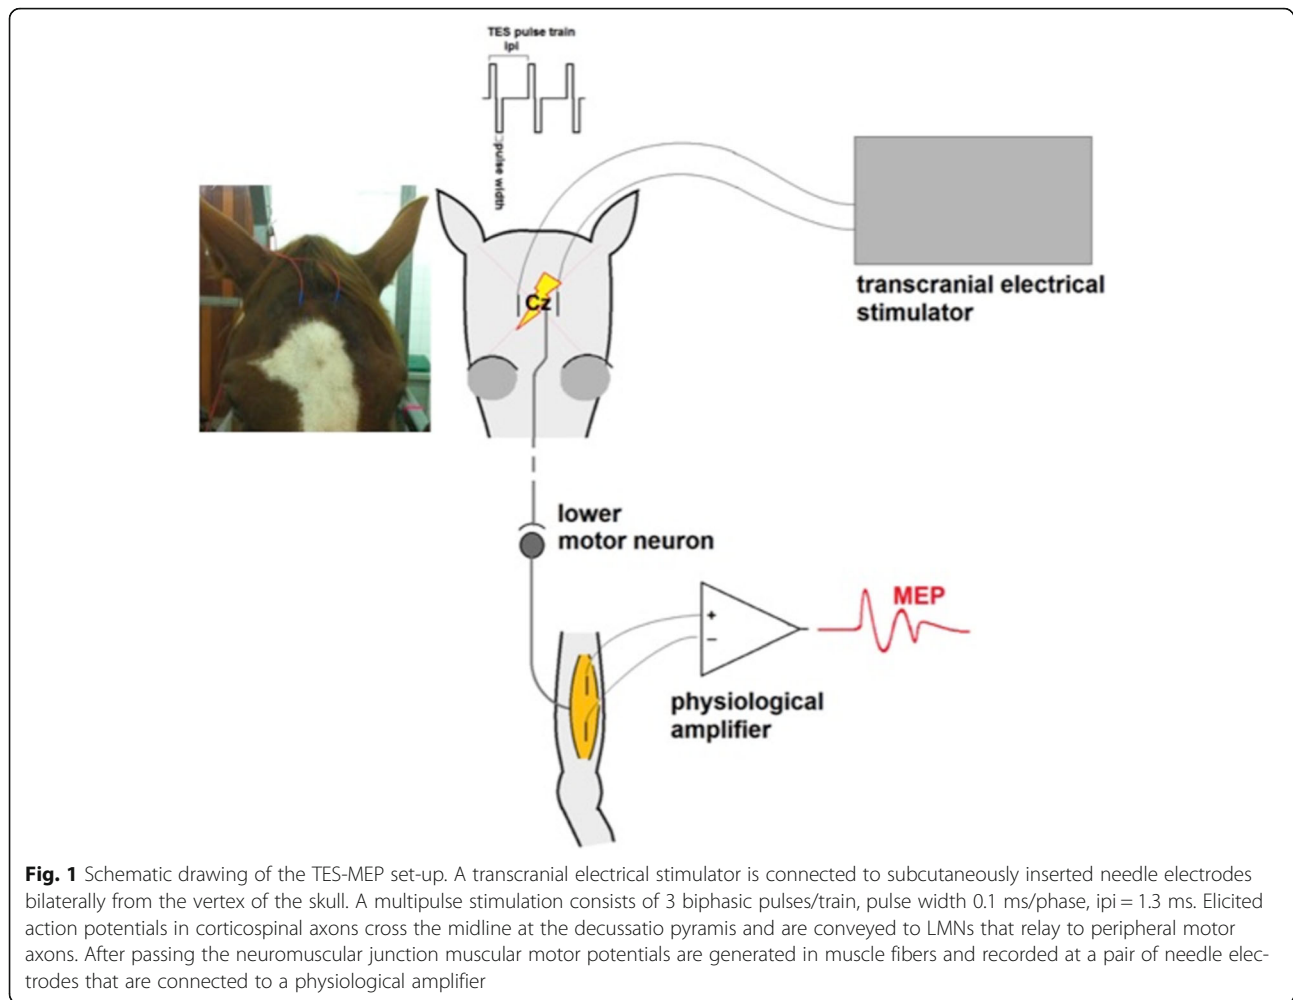 TES pulse train
ipi
pulse width
Cz
transcranial electrical
stimulator
lower
motor neuron
MEP
+
−
physiological
amplifier
Fig. 1 Schematic drawing of the TES-MEP set-up. A transcranial electrical stimulator is connected to subcutaneously inserted needle electrodes
bilaterally from the vertex of the skull. A multipulse stimulation consists of 3 biphasic pulses/train, pulse width 0.1 ms/phase, ipi = 1.3 ms. Elicited
action potentials in corticospinal axons cross the midline at the decussatio pyramis and are conveyed to LMNs that relay to peripheral motor
axons. After passing the neuromuscular junction muscular motor potentials are generated in muscle fibers and recorded at a pair of needle elec-
trodes that are connected to a physiological amplifier